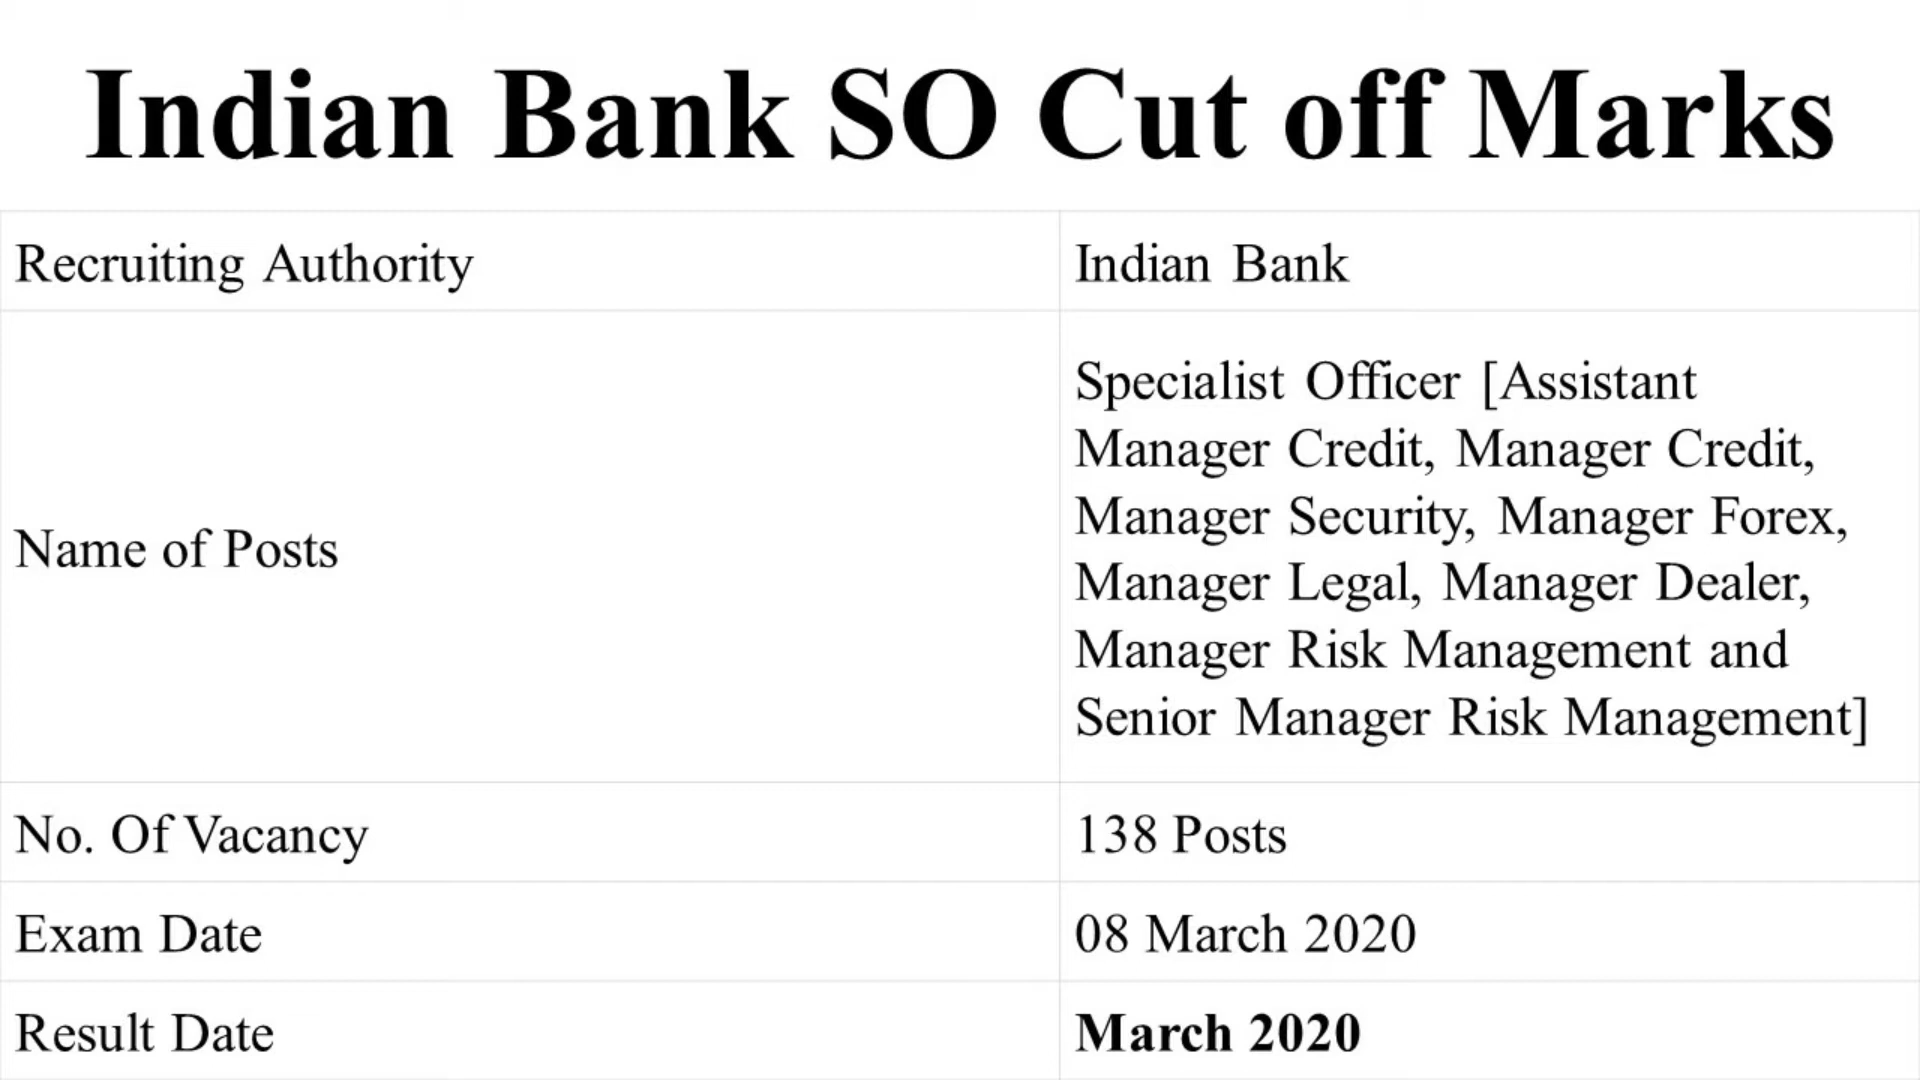 Indian Bank SO Cut off Marks
Recruiting Authority
Indian Bank
Name of Posts
Specialist Officer [Assistant
Manager Credit, Manager Credit,
Manager Security, Manager Forex,
Manager Legal, Manager Dealer,
Manager Risk Management and
Senior Manager Risk Management]
No. Of Vacancy
138 Posts
Exam Date
08 March 2020
Result Date
March 2020